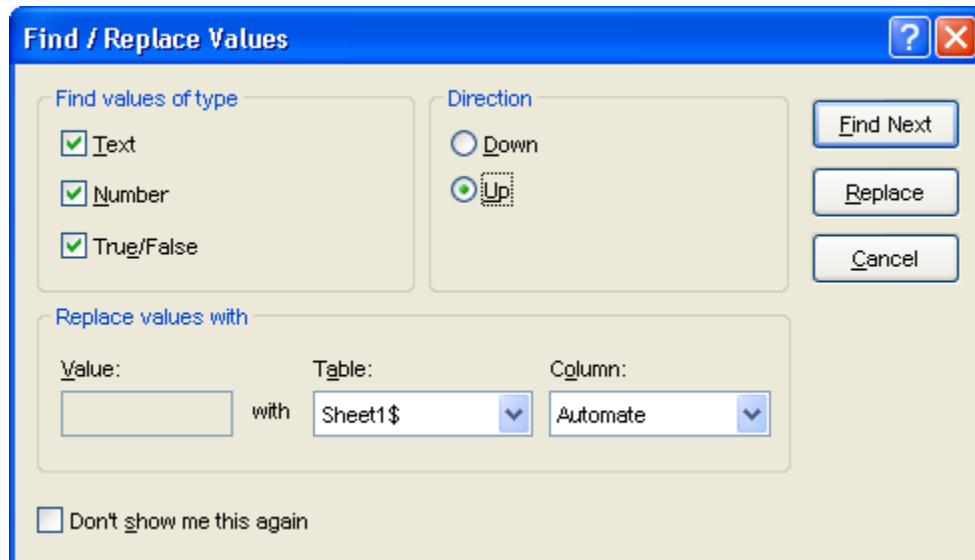 Find / Replace Values
Find values of type
Text
Number
True/False
Direction
Down
Up
Find Next
Replace
Cancel
Replace values with
Value:
with
Table:
Sheet1$
Column:
Automate
Don't show me this again